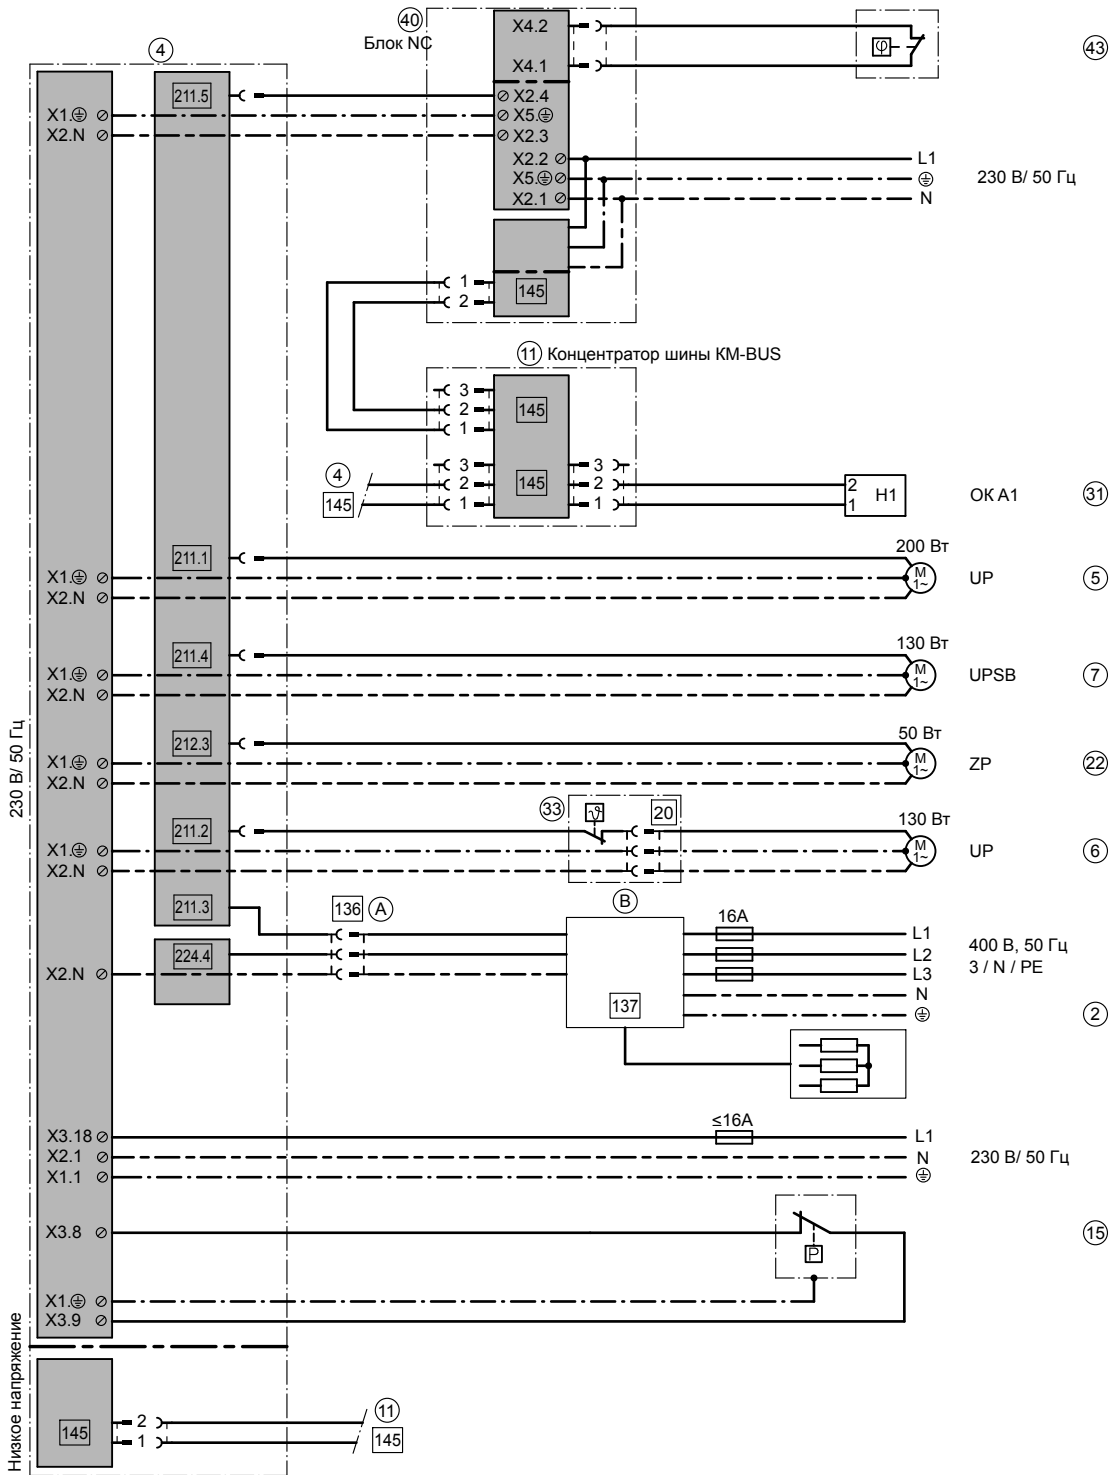 40
Блок NC
X4.2
X4.1
43
4
211.5
X2.4
X1.
X5.
X2.N
X2.3
X2.2
L1
X5.
230 В/ 50 Гц
X2.1
N
1
2
145
11 Концентратор шины KM-BUS
3
2
145
1
4
3
3
2
145
2
2
H1
OK A1
31
145
1
1
1
211.1
200 Вт
X1.
M
1~
UP
5
X2.N
211.4
130 Вт
X1.
M
1~
UPSB
7
X2.N
230 В/ 50 Гц
212.3
50 Вт
X1.
M
1~
ZP
22
X2.N
33
ϑ
20
211.2
130 Вт
X1.
M
1~
UP
6
X2.N
211.3
136
A
B
16A
L1
400 В, 50 Гц
224.4
L2
X2.N
L3
3 / N / PE
N
137
2
≤16A
X3.18
L1
X2.1
N
230 В/ 50 Гц
X1.1
X3.8
P
15
X1.
X3.9
Низкое напряжение
2
11
145
1
145
φ